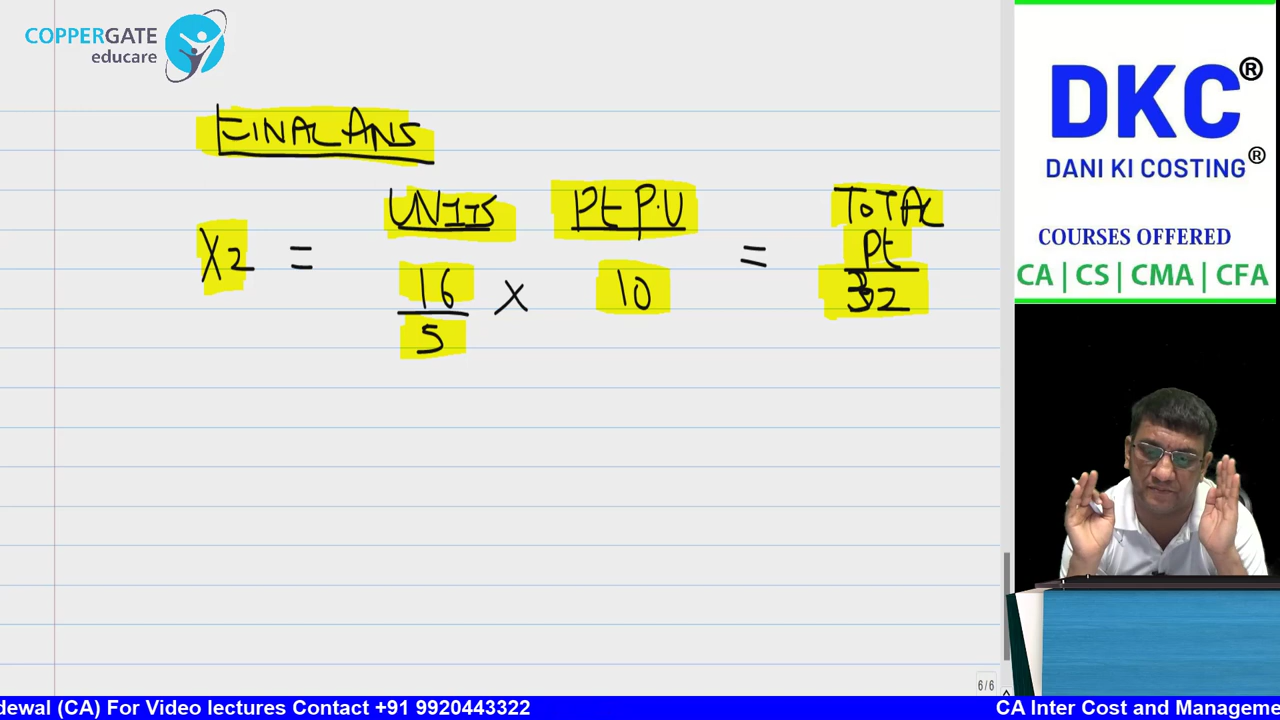 COPPERGATE
educare
FINAL ANS
UNITS Pt P.U TOTAL
Pt
X2 = 16 × 10 = 32
5
DKC®
DANI KI COSTING®
COURSES OFFERED
CA | CS | CMA | CFA
6/6
dewal (CA) For Video lectures Contact +91 9920443322
CA Inter Cost and Manageme